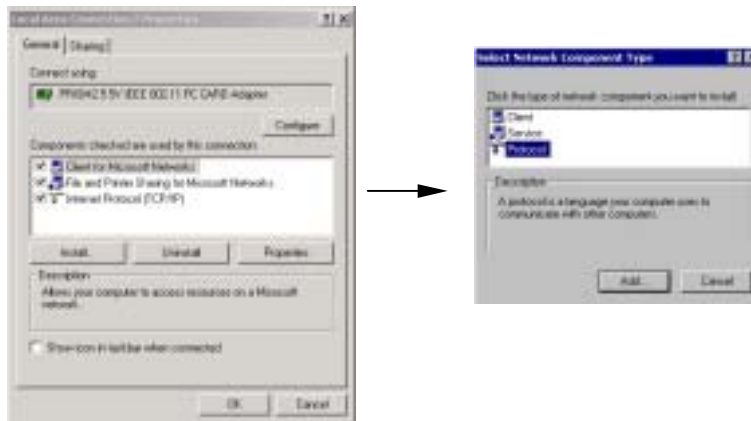 Local Area Connection Properties
General
Sharing
Connect using:
IEEE 802.11 PC CARD Adapter
Configure
Components checked are used by this connection:
Client for Microsoft Networks
File and Printer Sharing for Microsoft Networks
Internet Protocol (TCP/IP)
Install...
Uninstall
Properties
Description
Allows your computer to access resources on a Microsoft
network.
Show icon in taskbar when connected
OK
Cancel
Select Network Component Type
Click the type of network component you want to install:
Client
Service
Protocol
Description
A protocol is a language your computer uses to
communicate with other computers.
Add...
Cancel